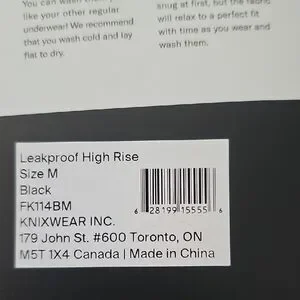 like your other regular
underwear! We recommend
that you wash cold and lay
flat to dry.
snug at first, but the fabric
will relax to a perfect fit
with time as you wear and
wash them.
Leakproof High Rise
Size M
Black
FK114BM
KNIXWEAR INC.
179 John St. #600 Toronto, ON
M5T 1X4 Canada | Made in China
6 28199 15555 6